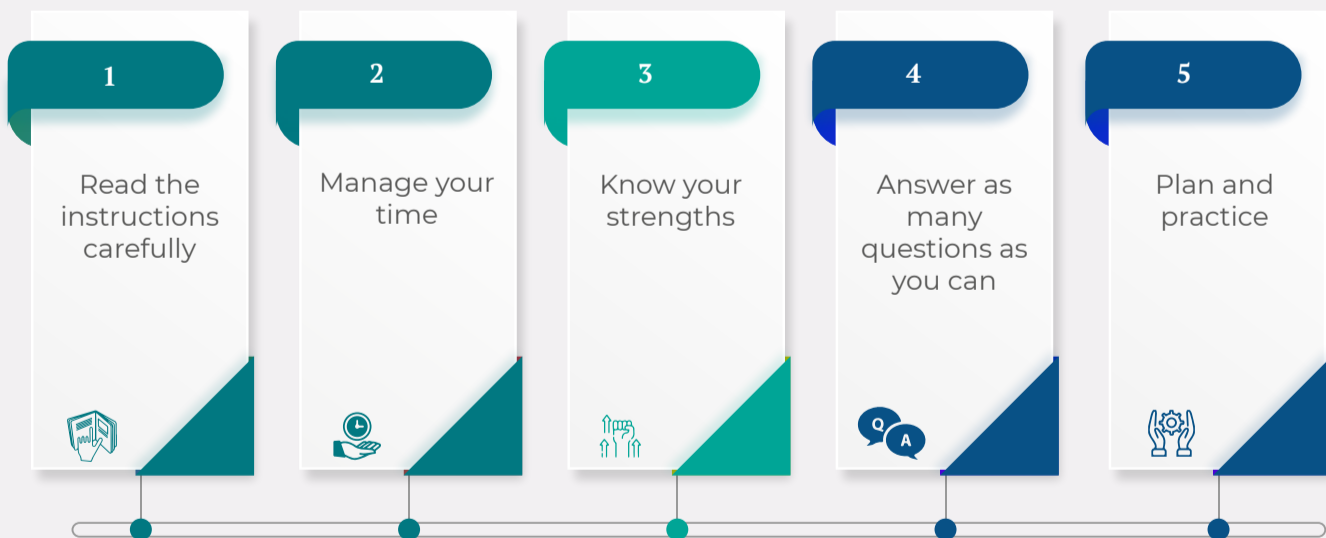 1
Read the
instructions
carefully
2
Manage your
time
3
Know your
strengths
4
Answer as
many
questions as
you can
Q
A
5
Plan and
practice